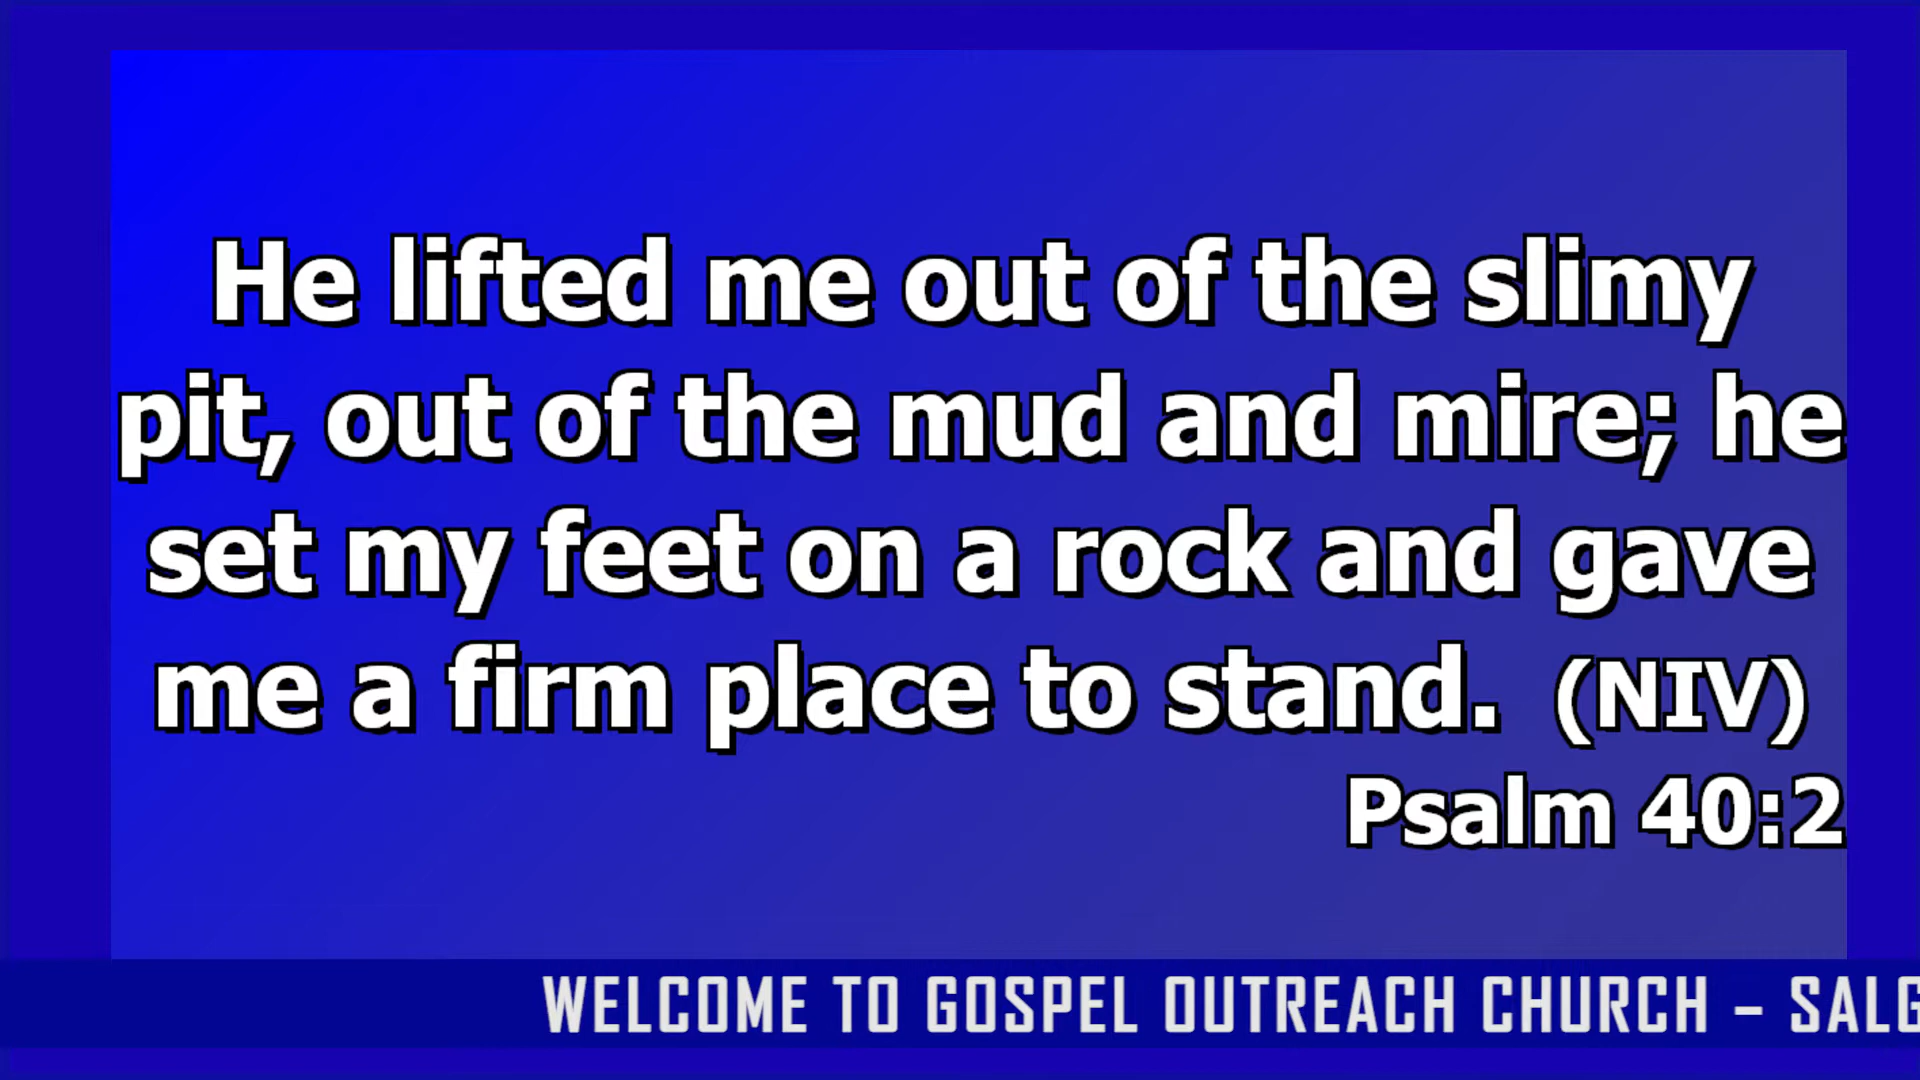 He lifted me out of the slimy
pit, out of the mud and mire; he
set my feet on a rock and gave
me a firm place to stand. (NIV)
Psalm 40:2
WELCOME TO GOSPEL OUTREACH CHURCH – SALG